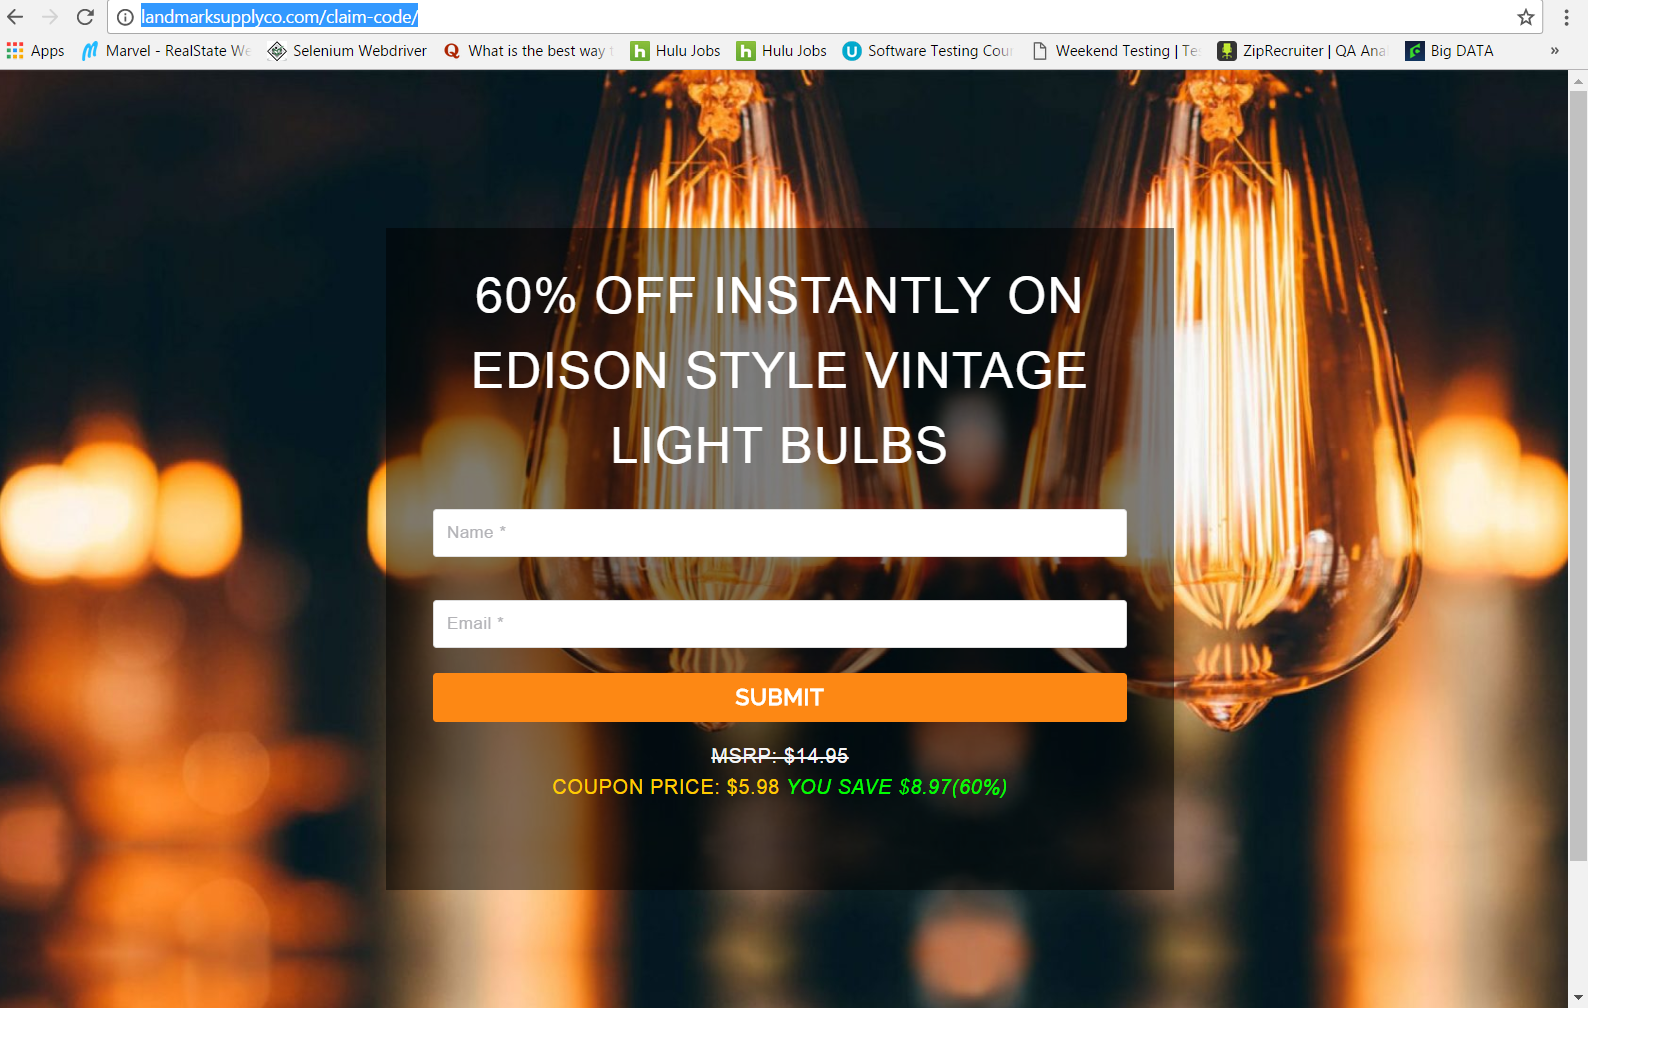 landmarksupplyco.com/claim-code/
Apps Marvel - RealState We Selenium Webdriver What is the best way Hulu Jobs Hulu Jobs Software Testing Cour Weekend Testing | Tes ZipRecruiter | QA Ana Big DATA »
60% OFF INSTANTLY ON
EDISON STYLE VINTAGE
LIGHT BULBS
Name *
Email *
SUBMIT
MSRP: $14.95
COUPON PRICE: $5.98 YOU SAVE $8.97(60%)